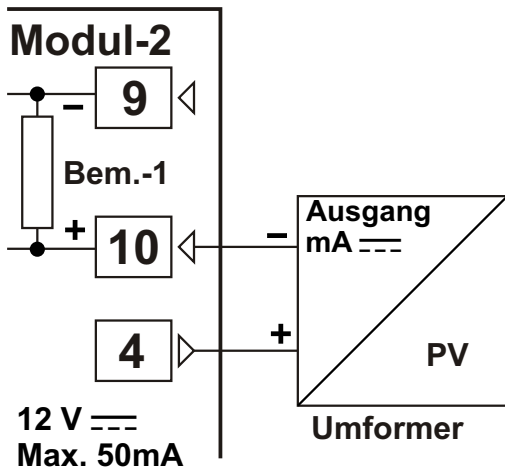 Modul-2
9
−
Bem.-1
+
10
−
Ausgang
mA
4
+
PV
12 V
Max. 50mA
Umformer